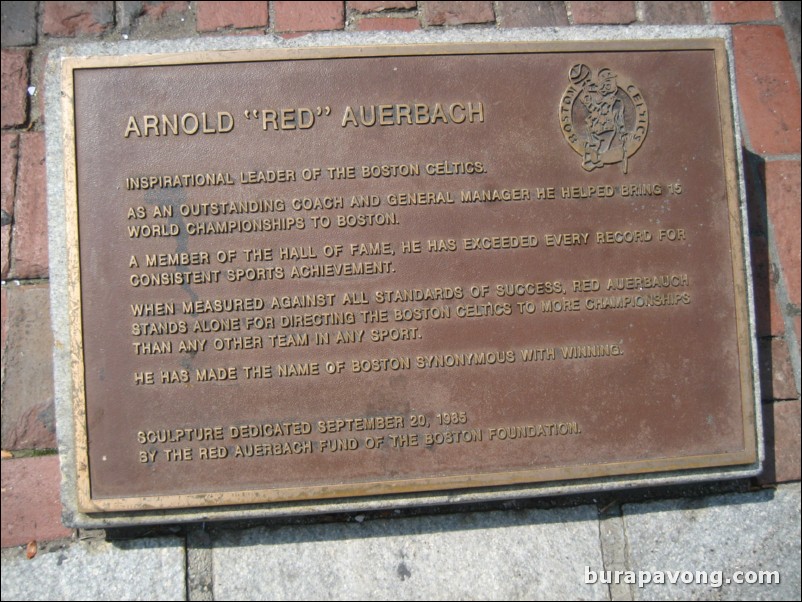 ARNOLD "RED" AUERBACH
BOSTON CELTICS
INSPIRATIONAL LEADER OF THE BOSTON CELTICS.
AS AN OUTSTANDING COACH AND GENERAL MANAGER HE HELPED BRING 15
WORLD CHAMPIONSHIPS TO BOSTON.
A MEMBER OF THE HALL OF FAME, HE HAS EXCEEDED EVERY RECORD FOR
CONSISTENT SPORTS ACHIEVEMENT.
WHEN MEASURED AGAINST ALL STANDARDS OF SUCCESS, RED AUERBAUCH
STANDS ALONE FOR DIRECTING THE BOSTON CELTICS TO MORE CHAMPIONSHIPS
THAN ANY OTHER TEAM IN ANY SPORT.
HE HAS MADE THE NAME OF BOSTON SYNONYMOUS WITH WINNING.
SCULPTURE DEDICATED SEPTEMBER 20, 1985
BY THE RED AUERBACH FUND OF THE BOSTON FOUNDATION.
burapavong.com